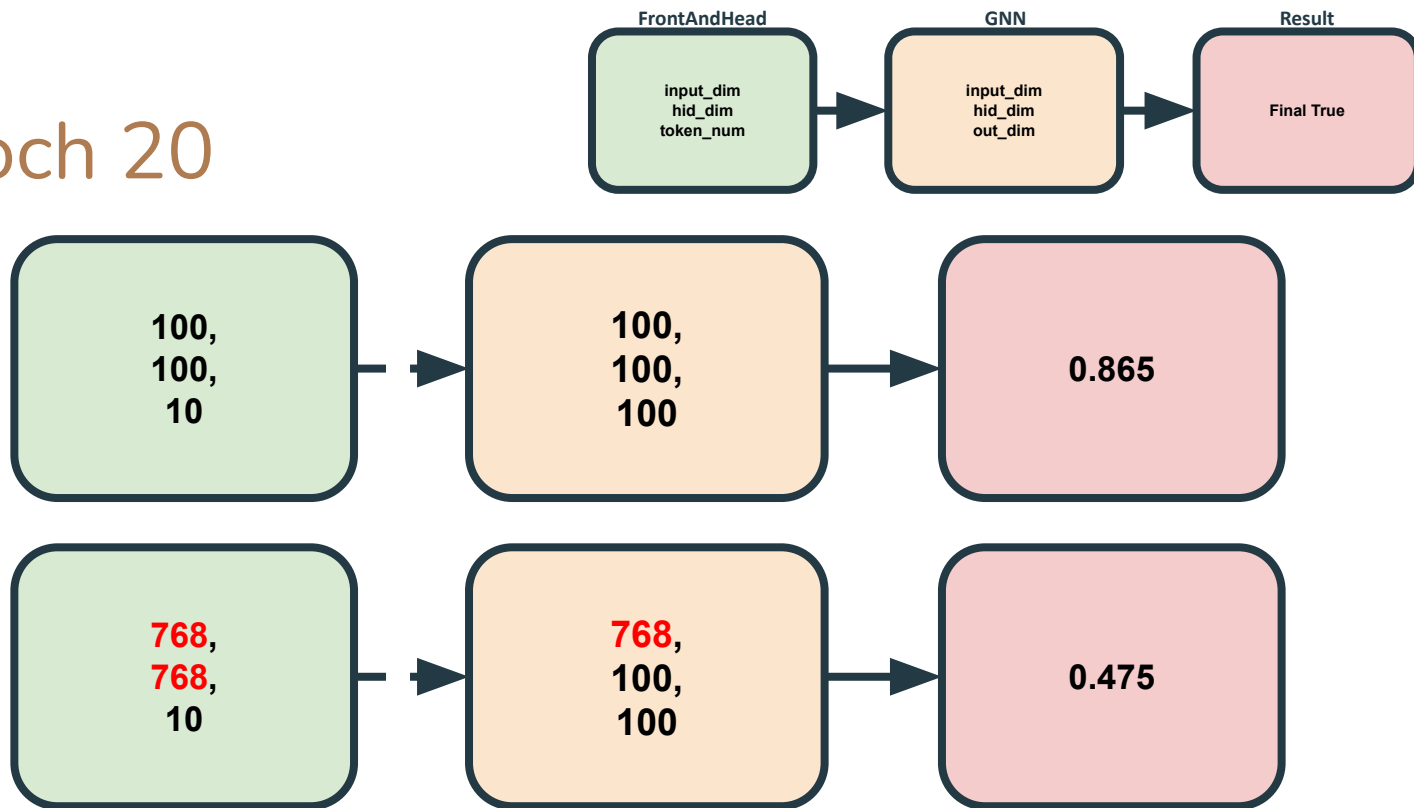 FrontAndHead
GNN
Result
input_dim
hid_dim
token_num
input_dim
hid_dim
out_dim
Final True
och 20
100,
100,
10
100,
100,
100
0.865
768,
768,
10
768,
100,
100
0.475